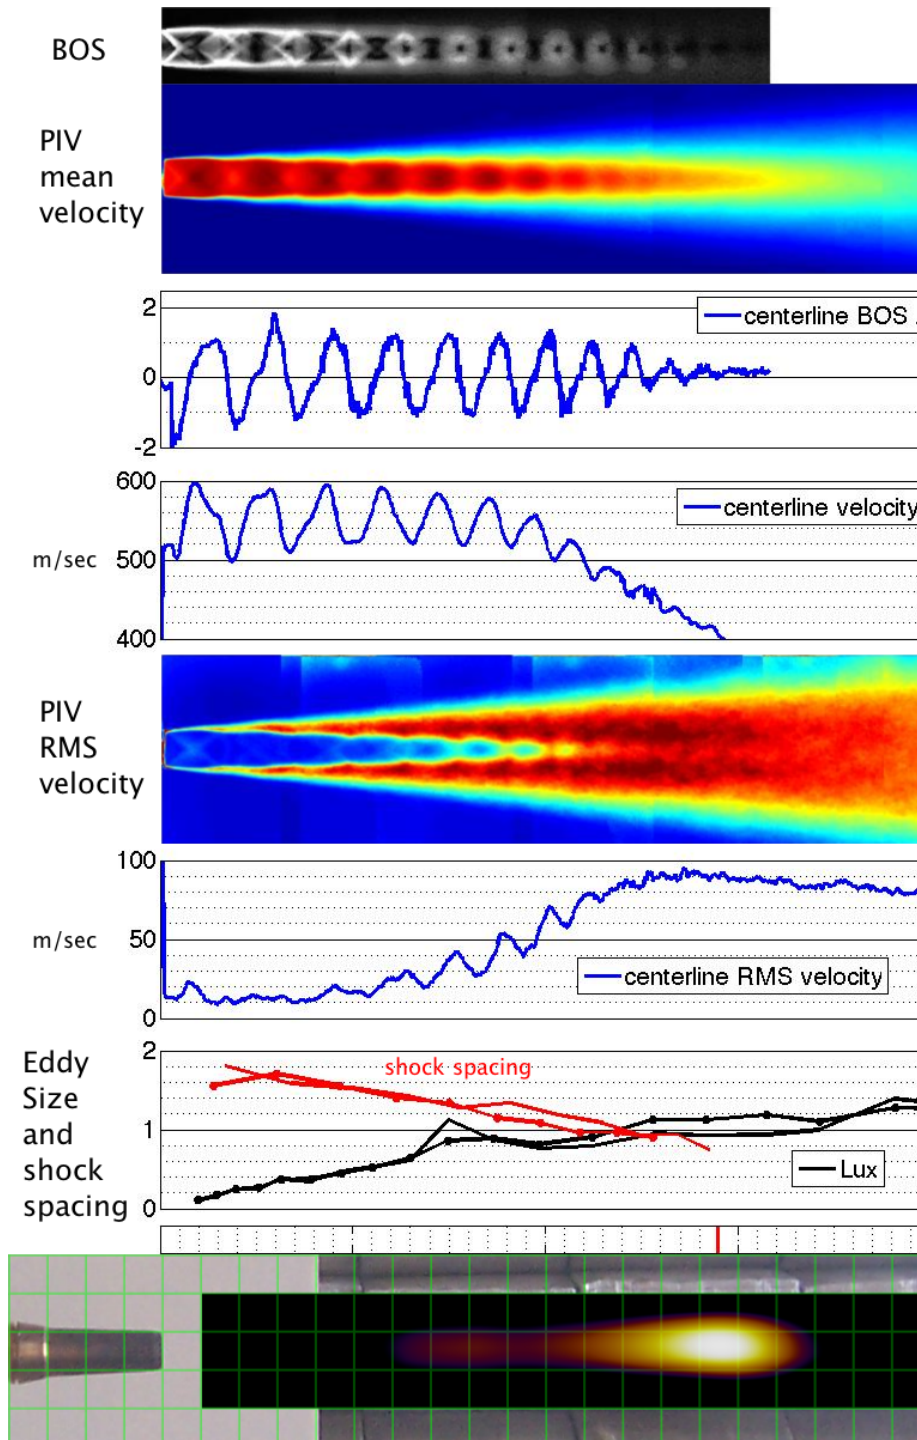 BOS
PIV
mean
velocity
2
0
-2
centerline BOS
600
500
400
m/sec
centerline velocity
PIV
RMS
velocity
100
50
0
m/sec
centerline RMS velocity
Eddy
Size
and
shock
spacing
2
1
0
shock spacing
Lux